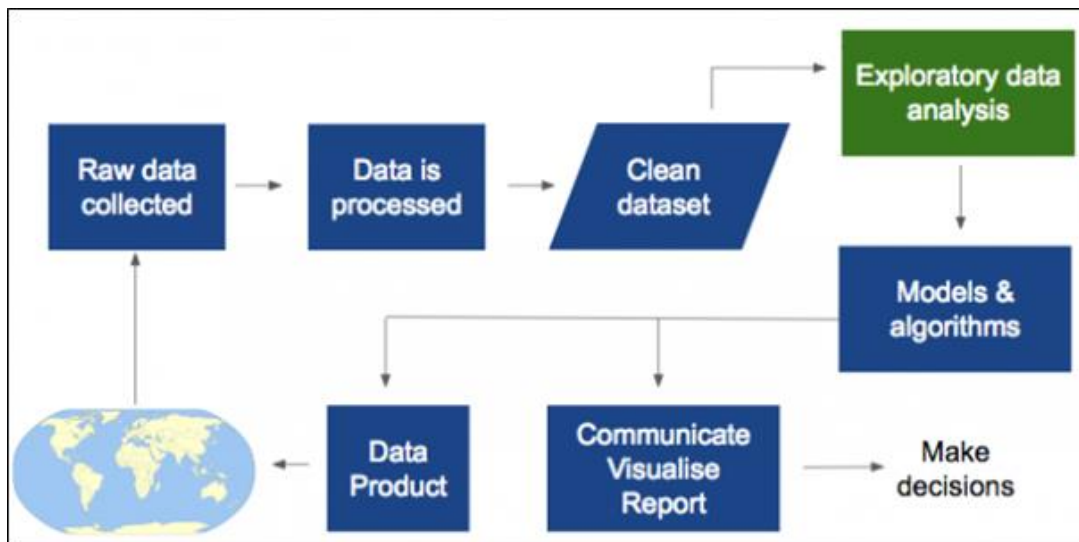 Exploratory data
analysis
Raw data
collected
Data is
processed
Clean
dataset
Models &
algorithms
Data
Product
Communicate
Visualise
Report
Make
decisions